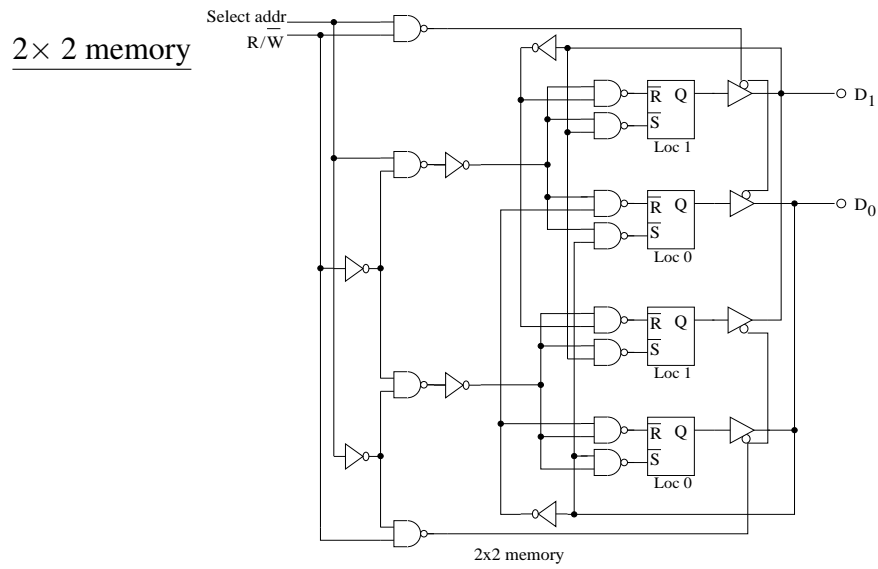 Select addr
R/W̅
2× 2 memory
R̅ Q
S̅
Loc 1
D1
R̅ Q
S̅
Loc 0
D0
R̅ Q
S̅
Loc 1
R̅ Q
S̅
Loc 0
2x2 memory